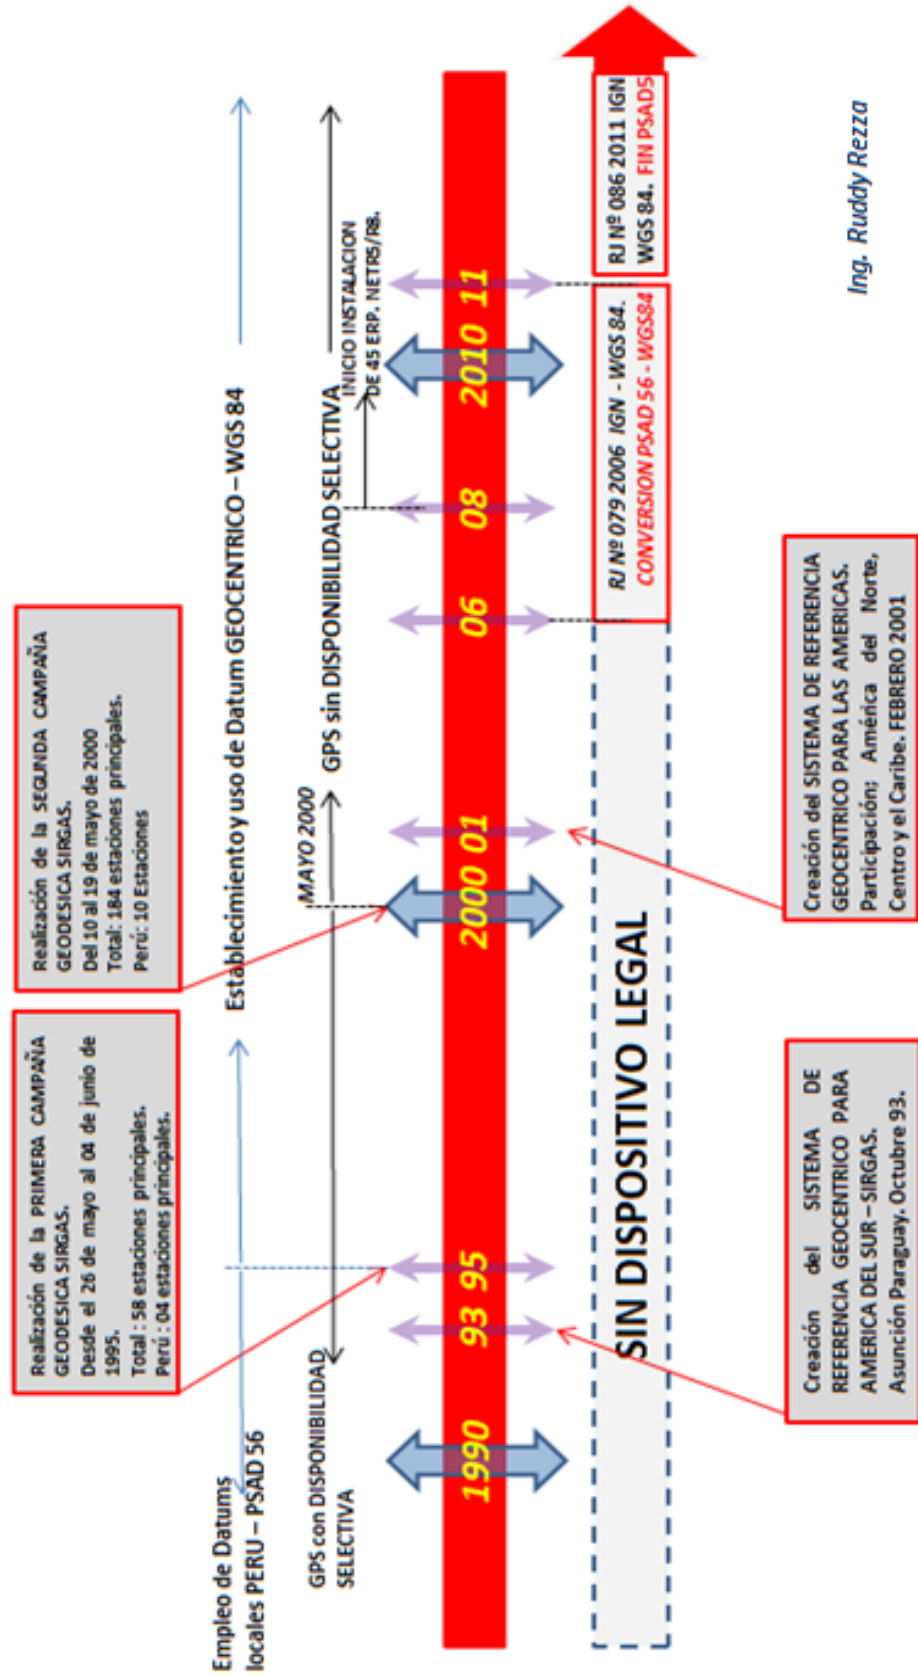 Realización de la PRIMERA CAMPAÑA
GEODESICA SIRGAS.
Desde el 26 de mayo al 04 de junio de
1995.
Total : 58 estaciones principales.
Perú : 04 estaciones principales.
Realización de la SEGUNDA CAMPAÑA
GEODESICA SIRGAS.
Del 10 al 19 de mayo de 2000
Total: 184 estaciones principales.
Perú: 10 Estaciones
Empleo de Datums
locales PERU – PSAD 56
Establecimiento y uso de Datum GEOCENTRICO – WGS 84
GPS con DISPONIBILIDAD
SELECTIVA
MAYO 2000
GPS sin DISPONIBILIDAD SELECTIVA
INICIO INSTALACION
DE 45 ERP. NETR5/R8.
1990 93 95 2000 01 06 08 2010 11
SIN DISPOSITIVO LEGAL
RJ Nº 079 2006 IGN - WGS 84.
CONVERSION PSAD 56 - WGS84
RJ Nº 086 2011 IGN
WGS 84. FIN PSAD5
Creación del SISTEMA DE
REFERENCIA GEOCENTRICO PARA
AMERICA DEL SUR – SIRGAS.
Asunción Paraguay. Octubre 93.
Creación del SISTEMA DE REFERENCIA
GEOCENTRICO PARA LAS AMERICAS.
Participación; América del Norte,
Centro y el Caribe. FEBRERO 2001
Ing. Ruddy Rezza